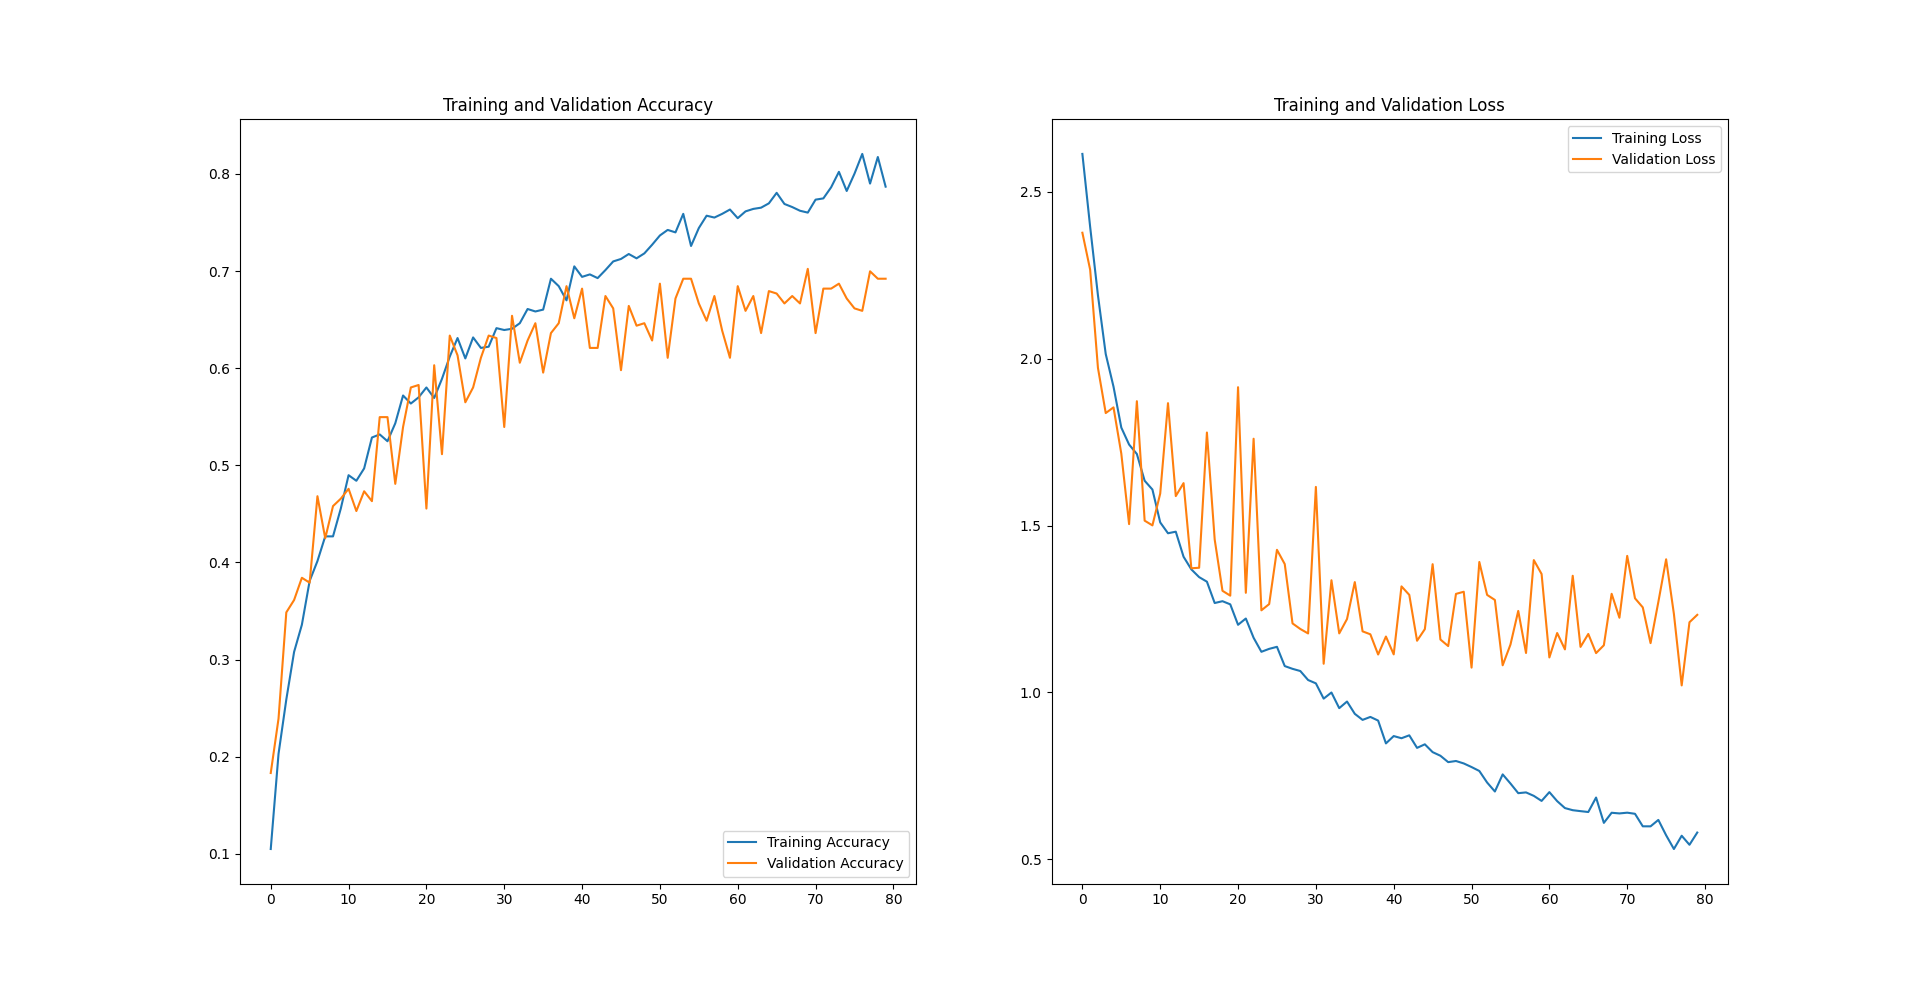 Training and Validation Accuracy
0.8
0.7
0.6
0.5
0.4
0.3
0.2
0.1
Training Accuracy
Validation Accuracy
0 10 20 30 40 50 60 70 80
Training and Validation Loss
Training Loss
Validation Loss
2.5
2.0
1.5
1.0
0.5
0 10 20 30 40 50 60 70 80